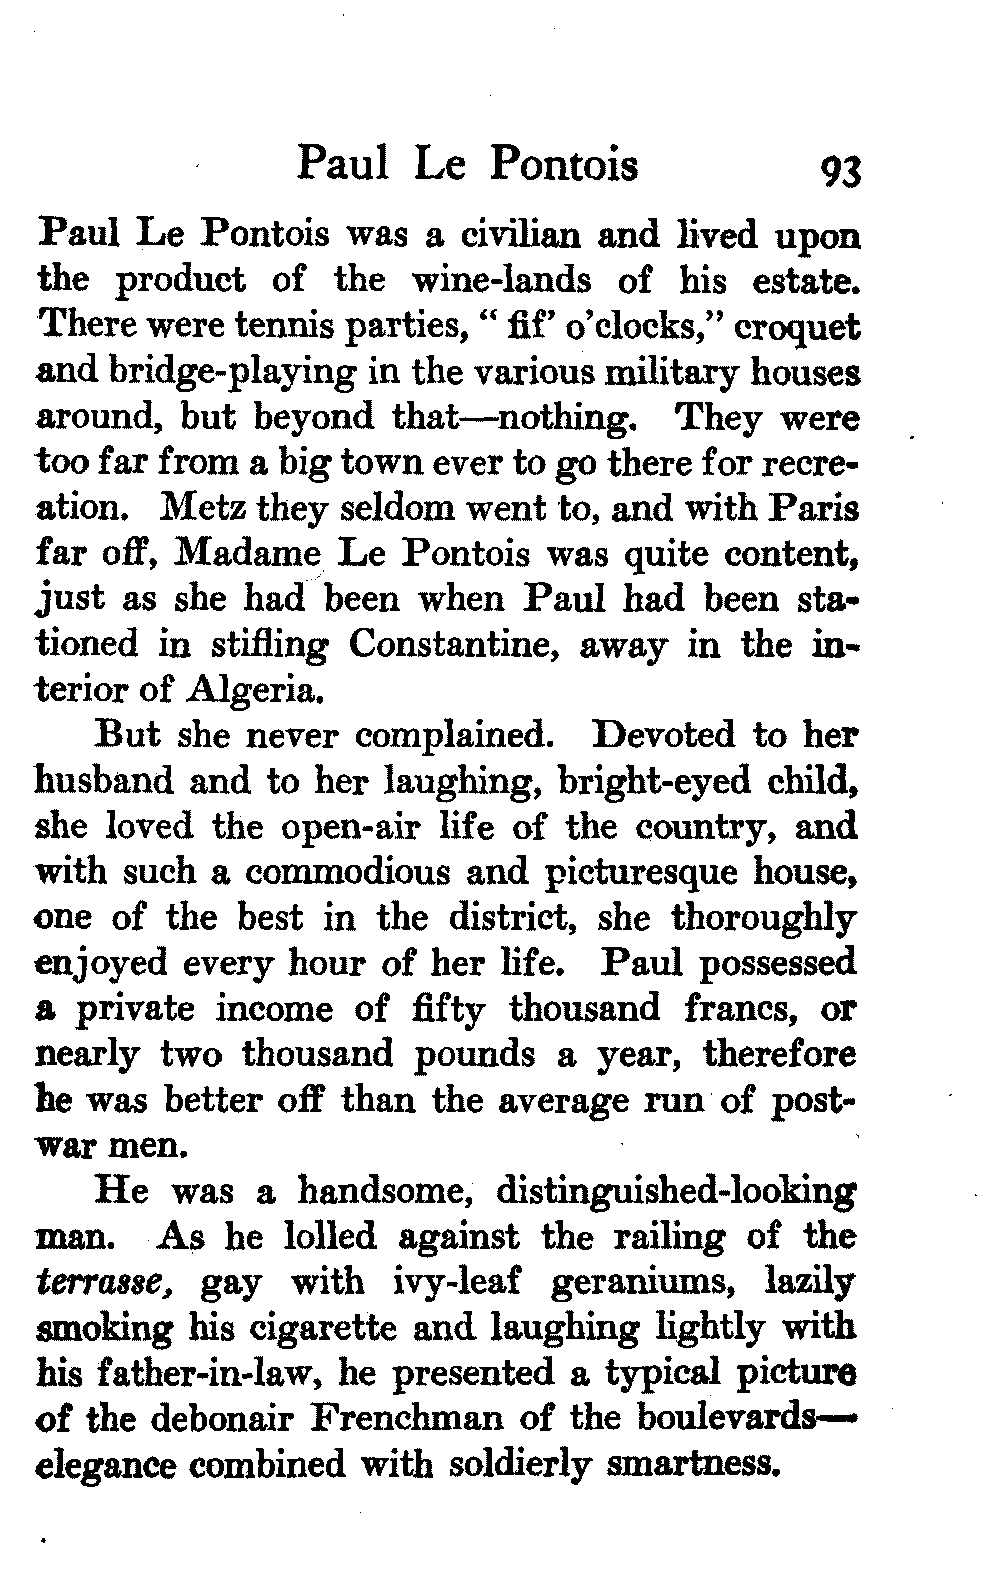 Paul Le Pontois 93
Paul Le Pontois was a civilian and lived upon
the product of the wine-lands of his estate.
There were tennis parties, “ fif’ o’clocks,” croquet
and bridge-playing in the various military houses
around, but beyond that—nothing. They were
too far from a big town ever to go there for recre-
ation. Metz they seldom went to, and with Paris
far off, Madame Le Pontois was quite content,
just as she had been when Paul had been sta-
tioned in stifling Constantine, away in the in-
terior of Algeria.
But she never complained. Devoted to her
husband and to her laughing, bright-eyed child,
she loved the open-air life of the country, and
with such a commodious and picturesque house,
one of the best in the district, she thoroughly
enjoyed every hour of her life. Paul possessed
a private income of fifty thousand francs, or
nearly two thousand pounds a year, therefore
he was better off than the average run of post-
war men.
He was a handsome, distinguished-looking
man. As he lolled against the railing of the
terrasse, gay with ivy-leaf geraniums, lazily
smoking his cigarette and laughing lightly with
his father-in-law, he presented a typical picture
of the debonair Frenchman of the boulevards—
elegance combined with soldierly smartness.